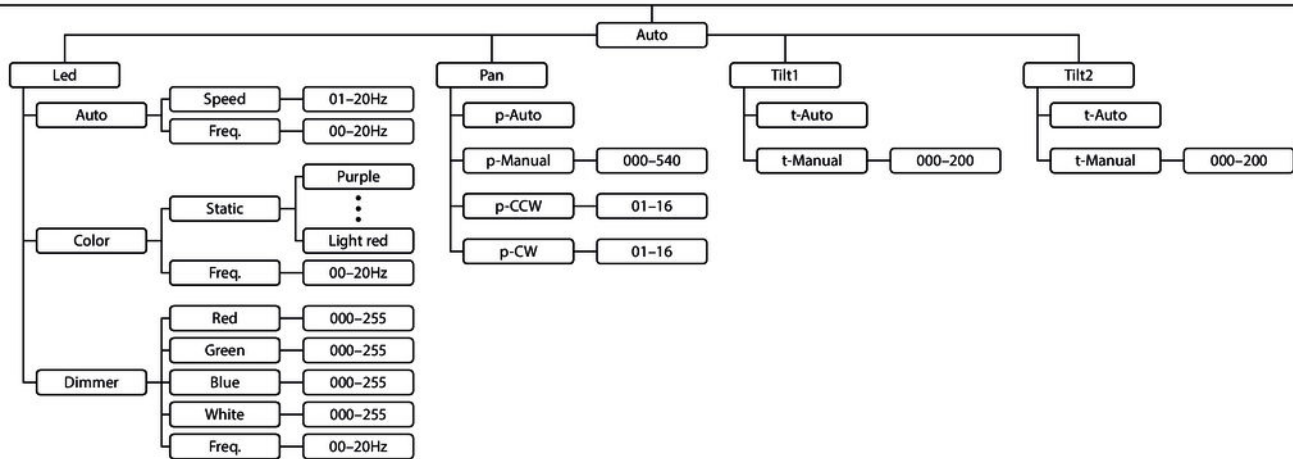 Auto
Led
Pan
Tilt1
Tilt2
Auto
Speed
01–20Hz
Freq.
00–20Hz
Color
Static
Purple
Light red
Freq.
00–20Hz
Dimmer
Red
000–255
Green
000–255
Blue
000–255
White
000–255
Freq.
00–20Hz
p-Auto
p-Manual
000–540
p-CCW
01–16
p-CW
01–16
t-Auto
t-Manual
000–200
t-Auto
t-Manual
000–200